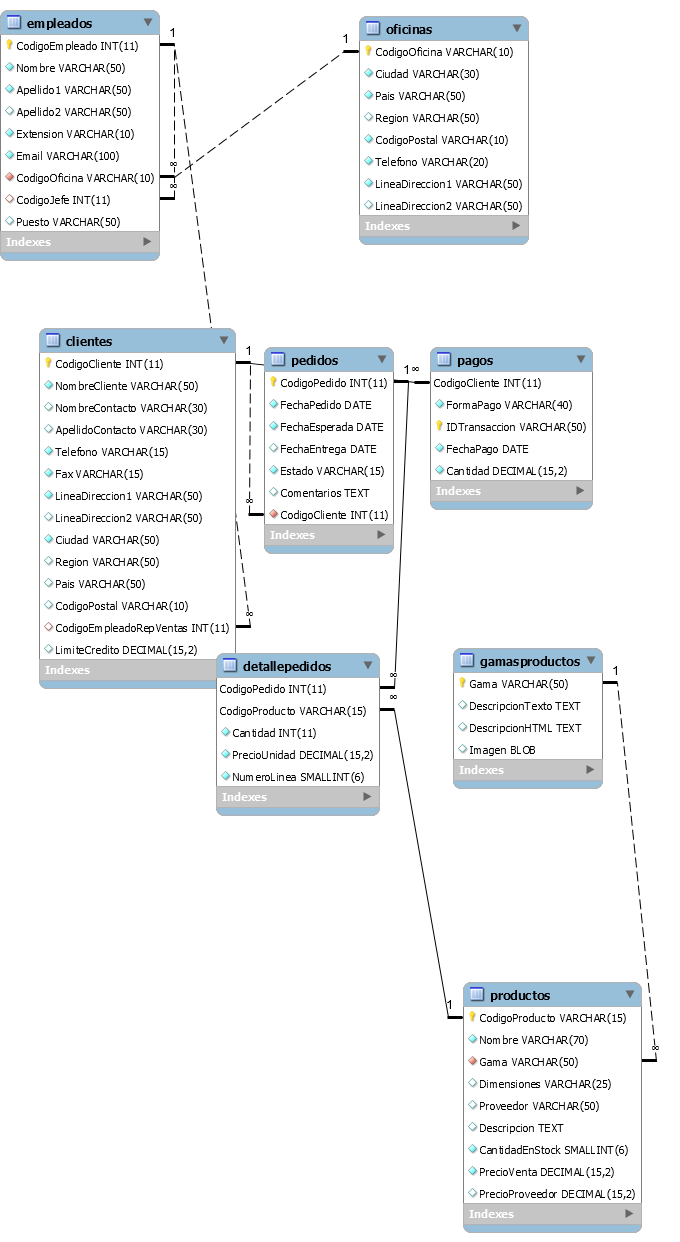 empleados
CodigoEmpleado INT(11)
Nombre VARCHAR(50)
Apellido1 VARCHAR(50)
Apellido2 VARCHAR(50)
Extension VARCHAR(10)
Email VARCHAR(100)
CodigoOficina VARCHAR(10)
CodigoJefe INT(11)
Puesto VARCHAR(50)
Indexes
1
∞
∞
1
oficinas
CodigoOficina VARCHAR(10)
Ciudad VARCHAR(30)
Pais VARCHAR(50)
Region VARCHAR(50)
CodigoPostal VARCHAR(10)
Telefono VARCHAR(20)
LineaDireccion1 VARCHAR(50)
LineaDireccion2 VARCHAR(50)
Indexes
clientes
CodigoCliente INT(11)
NombreCliente VARCHAR(50)
NombreContacto VARCHAR(30)
ApellidoContacto VARCHAR(30)
Telefono VARCHAR(15)
Fax VARCHAR(15)
LineaDireccion1 VARCHAR(50)
LineaDireccion2 VARCHAR(50)
Ciudad VARCHAR(50)
Region VARCHAR(50)
Pais VARCHAR(50)
CodigoPostal VARCHAR(10)
CodigoEmpleadoRepVentas INT(11)
LimiteCredito DECIMAL(15,2)
Indexes
1
∞
∞
pedidos
CodigoPedido INT(11)
FechaPedido DATE
FechaEsperada DATE
FechaEntrega DATE
Estado VARCHAR(15)
Comentarios TEXT
CodigoCliente INT(11)
Indexes
1
∞
pagos
CodigoCliente INT(11)
FormaPago VARCHAR(40)
IDTransaccion VARCHAR(50)
FechaPago DATE
Cantidad DECIMAL(15,2)
Indexes
detallepedidos
CodigoPedido INT(11)
CodigoProducto VARCHAR(15)
Cantidad INT(11)
PrecioUnidad DECIMAL(15,2)
NumeroLinea SMALLINT(6)
Indexes
∞
∞
gamasproductos
Gama VARCHAR(50)
DescripcionTexto TEXT
DescripcionHTML TEXT
Imagen BLOB
Indexes
1
1
∞
productos
CodigoProducto VARCHAR(15)
Nombre VARCHAR(70)
Gama VARCHAR(50)
Dimensiones VARCHAR(25)
Proveedor VARCHAR(50)
Descripcion TEXT
CantidadEnStock SMALLINT(6)
PrecioVenta DECIMAL(15,2)
PrecioProveedor DECIMAL(15,2)
Indexes